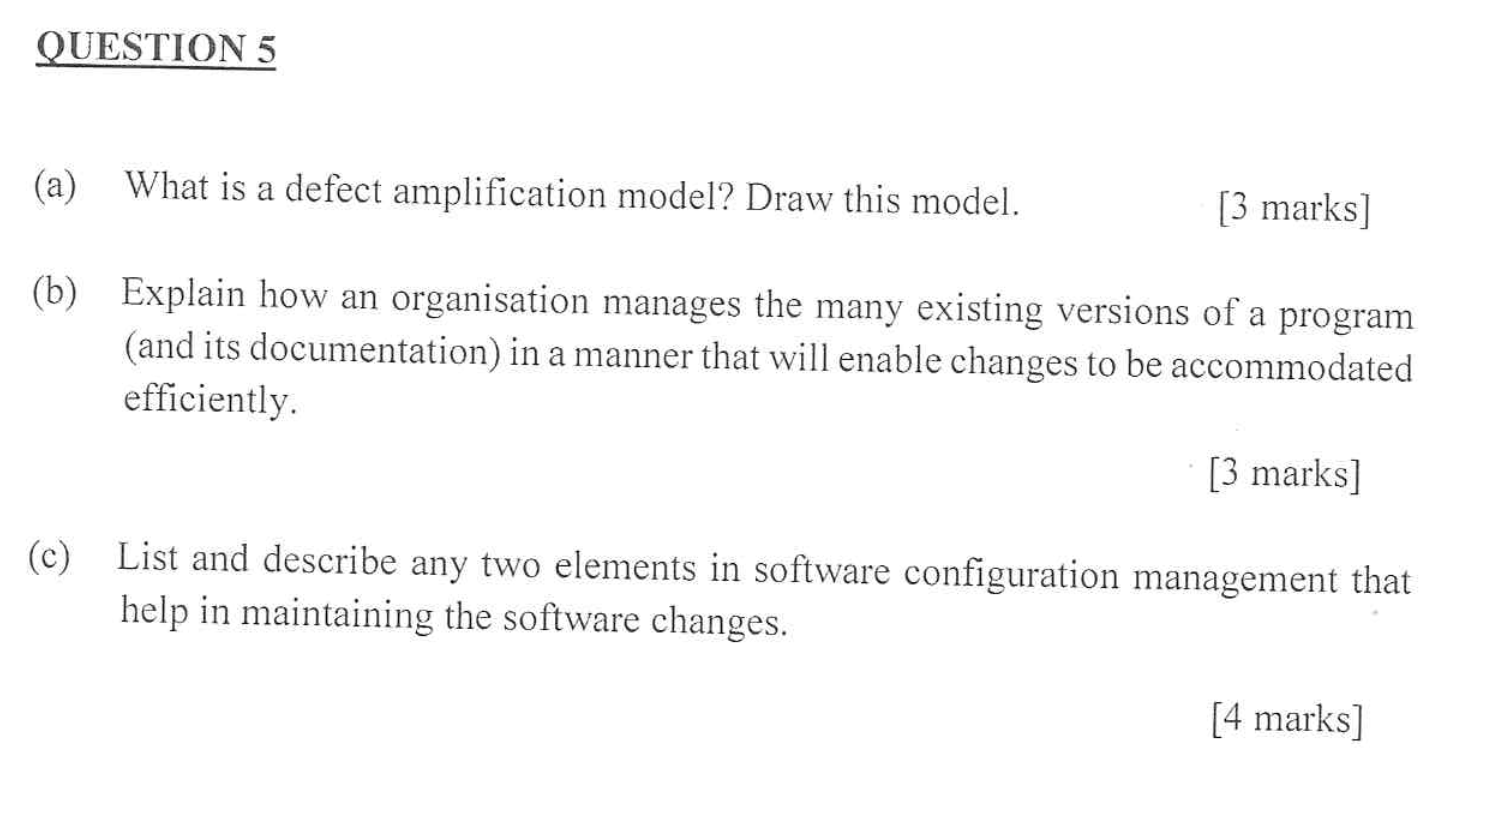 QUESTION 5
(a) What is a defect amplification model? Draw this model. [3 marks]
(b) Explain how an organisation manages the many existing versions of a program
(and its documentation) in a manner that will enable changes to be accommodated
efficiently.
[3 marks]
(c) List and describe any two elements in software configuration management that
help in maintaining the software changes.
[4 marks]